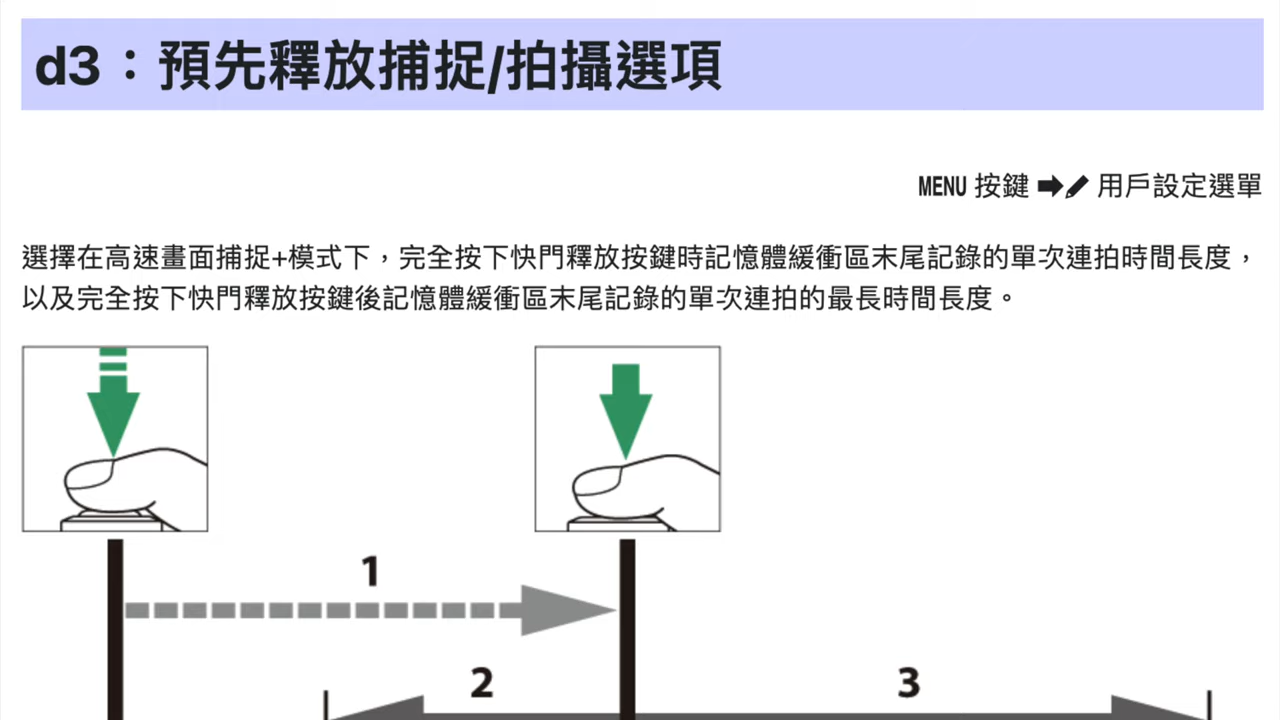 d3：預先釋放捕捉/拍攝選項
MENU 按鍵 ➡ 用戶設定選單
選擇在高速畫面捕捉+模式下，完全按下快門釋放按鍵時記憶體緩衝區末尾記錄的單次連拍時間長度，
以及完全按下快門釋放按鍵後記憶體緩衝區末尾記錄的單次連拍的最長時間長度。
1
2
3